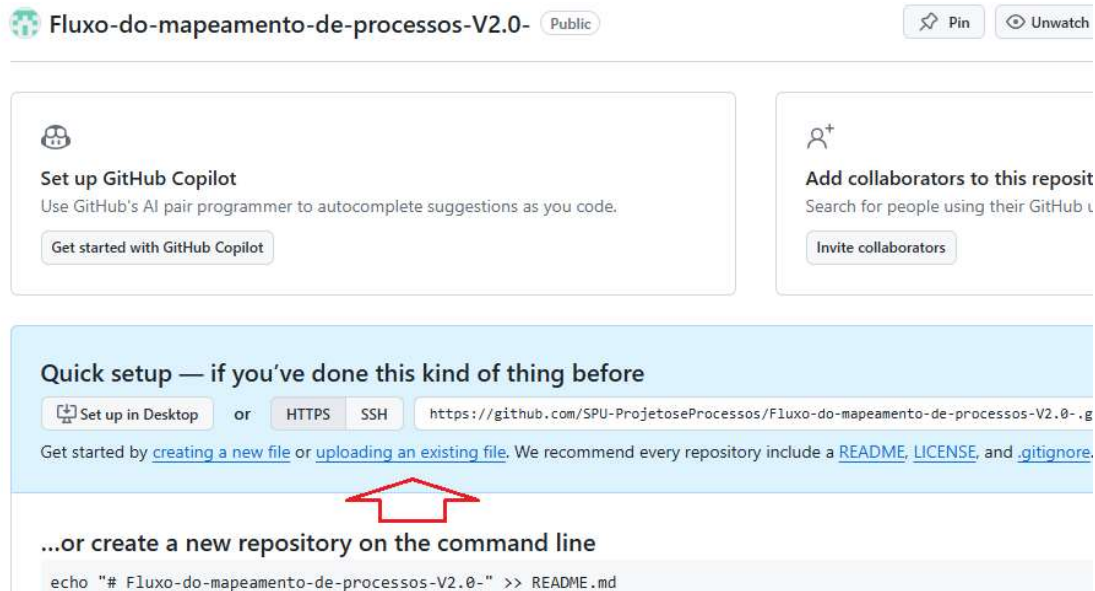 Fluxo-do-mapeamento-de-processos-V2.0- Public
Pin
Unwatch
Set up GitHub Copilot
Use GitHub's AI pair programmer to autocomplete suggestions as you code.
Get started with GitHub Copilot
Add collaborators to this reposit
Search for people using their GitHub u
Invite collaborators
Quick setup — if you’ve done this kind of thing before
Set up in Desktop or HTTPS SSH https://github.com/SPU-ProjetoseProcessos/Fluxo-do-mapeamento-de-processos-V2.0-.g
Get started by creating a new file or uploading an existing file. We recommend every repository include a README, LICENSE, and .gitignore.
…or create a new repository on the command line
echo "# Fluxo-do-mapeamento-de-processos-V2.0-" >> README.md